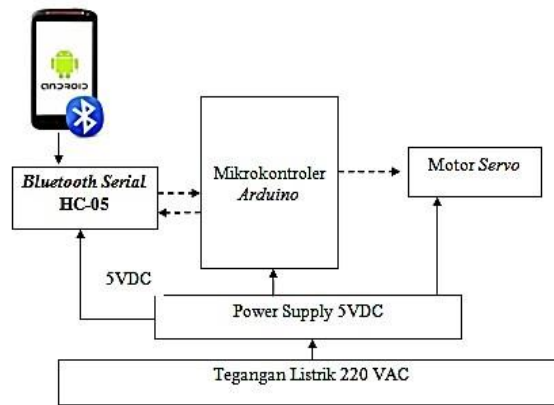 ANDROID
Bluetooth Serial
HC-05
Mikrokontroler
Arduino
Motor Servo
5VDC
Power Supply 5VDC
Tegangan Listrik 220 VAC